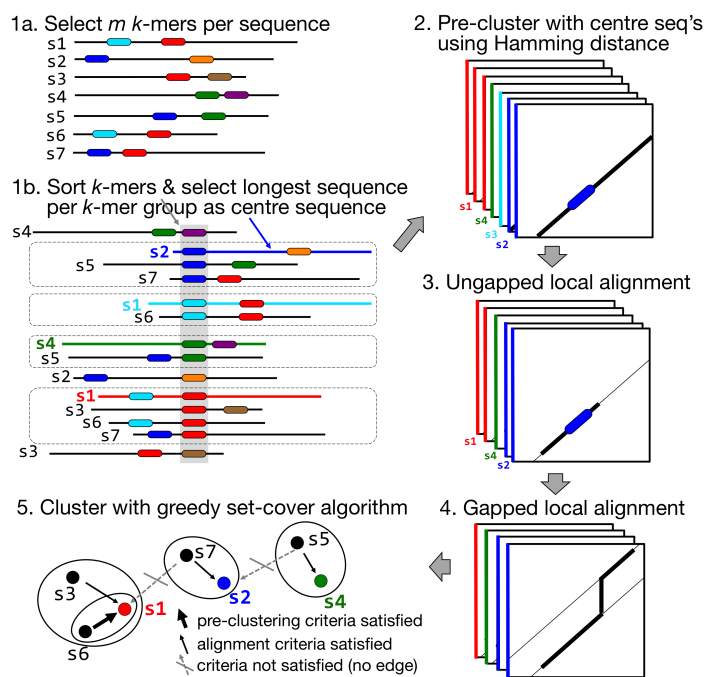 1a. Select m k-mers per sequence
s1
s2
s3
s4
s5
s6
s7
1b. Sort k-mers & select longest sequence
per k-mer group as centre sequence
s4
s2
s5
s7
s1
s6
s4
s5
s2
s1
s3
s6
s7
s3
2. Pre-cluster with centre seq's
using Hamming distance
s1
s4
s3
s2
3. Ungapped local alignment
s1
s4
s2
4. Gapped local alignment
5. Cluster with greedy set-cover algorithm
s7
s5
s3
s1
s2
s4
s6
pre-clustering criteria satisfied
alignment criteria satisfied
criteria not satisfied (no edge)